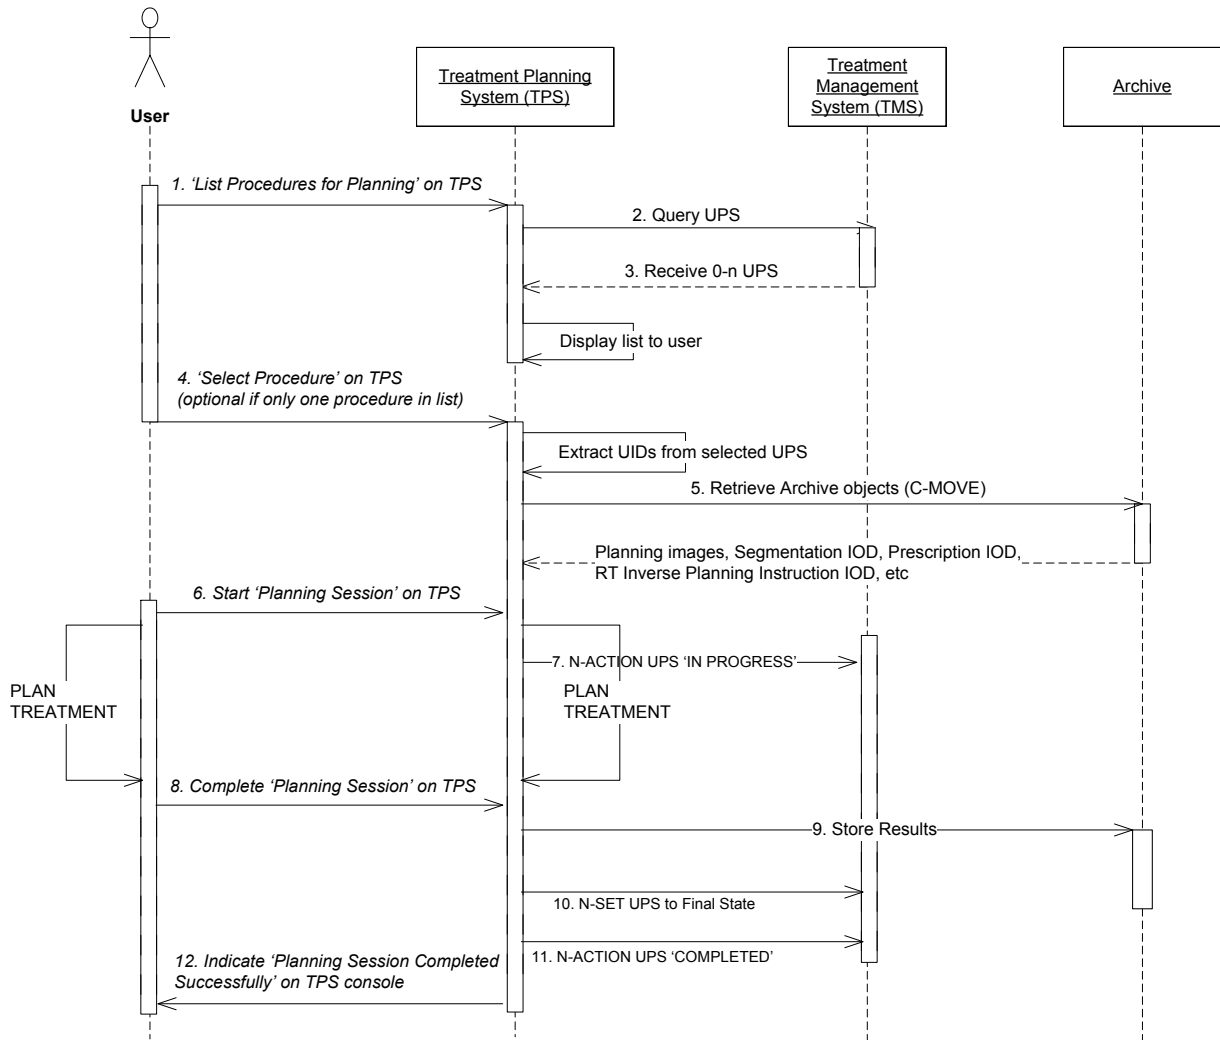 User
Treatment Planning
System (TPS)
Treatment
Management
System (TMS)
Archive
1. ‘List Procedures for Planning’ on TPS
2. Query UPS
3. Receive 0-n UPS
Display list to user
4. ‘Select Procedure’ on TPS
(optional if only one procedure in list)
Extract UIDs from selected UPS
5. Retrieve Archive objects (C-MOVE)
Planning images, Segmentation IOD, Prescription IOD,
RT Inverse Planning Instruction IOD, etc
6. Start ‘Planning Session’ on TPS
7. N-ACTION UPS ‘IN PROGRESS’
PLAN
TREATMENT
PLAN
TREATMENT
8. Complete ‘Planning Session’ on TPS
9. Store Results
10. N-SET UPS to Final State
11. N-ACTION UPS ‘COMPLETED’
12. Indicate ‘Planning Session Completed
Successfully’ on TPS console